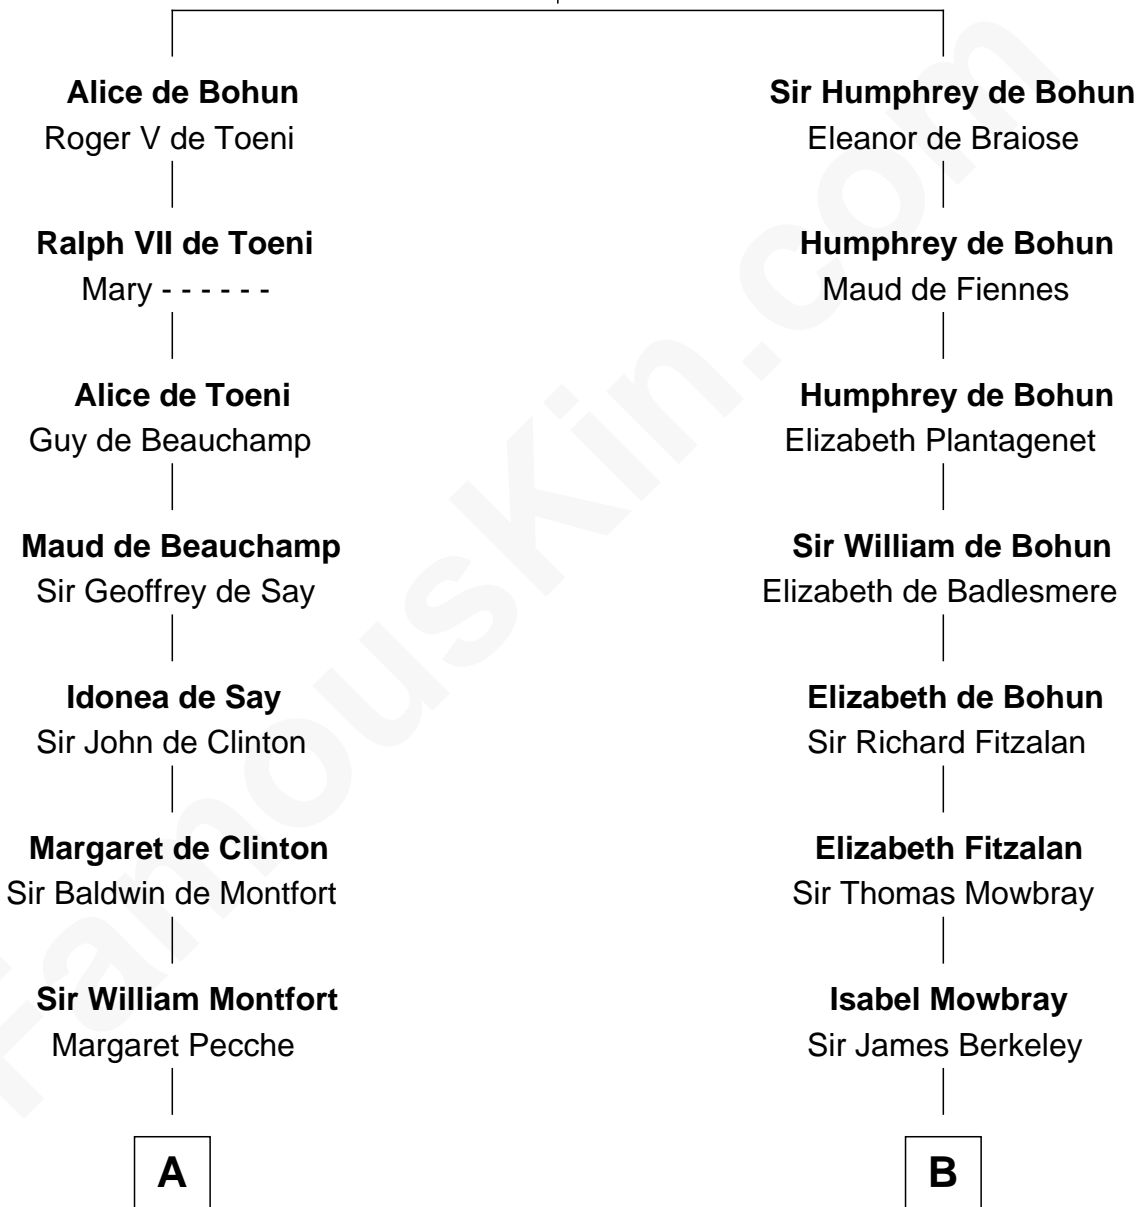 Alice de Bohun
Roger V de Toeni
Ralph VII de Toeni
Mary - - - - - -
Alice de Toeni
Guy de Beauchamp
Maud de Beauchamp
Sir Geoffrey de Say
Idonea de Say
Sir John de Clinton
Margaret de Clinton
Sir Baldwin de Montfort
Sir William Montfort
Margaret Pecche
A
Sir Humphrey de Bohun
Eleanor de Braiose
Humphrey de Bohun
Maud de Fiennes
Humphrey de Bohun
Elizabeth Plantagenet
Sir William de Bohun
Elizabeth de Badlesmere
Elizabeth de Bohun
Sir Richard Fitzalan
Elizabeth Fitzalan
Sir Thomas Mowbray
Isabel Mowbray
Sir James Berkeley
B
FamousKin.com